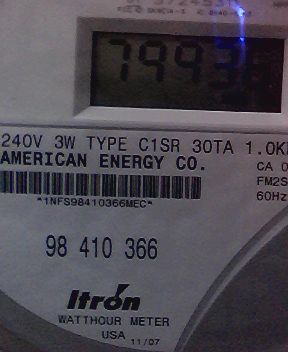 240V 3W TYPE C1SR 30TA 1.0K
AMERICAN ENERGY CO. CA 0
FM2S
60Hz
*1NFS98410366MEC*
98 410 366
Itron
WATTHOUR METER
USA 11/07